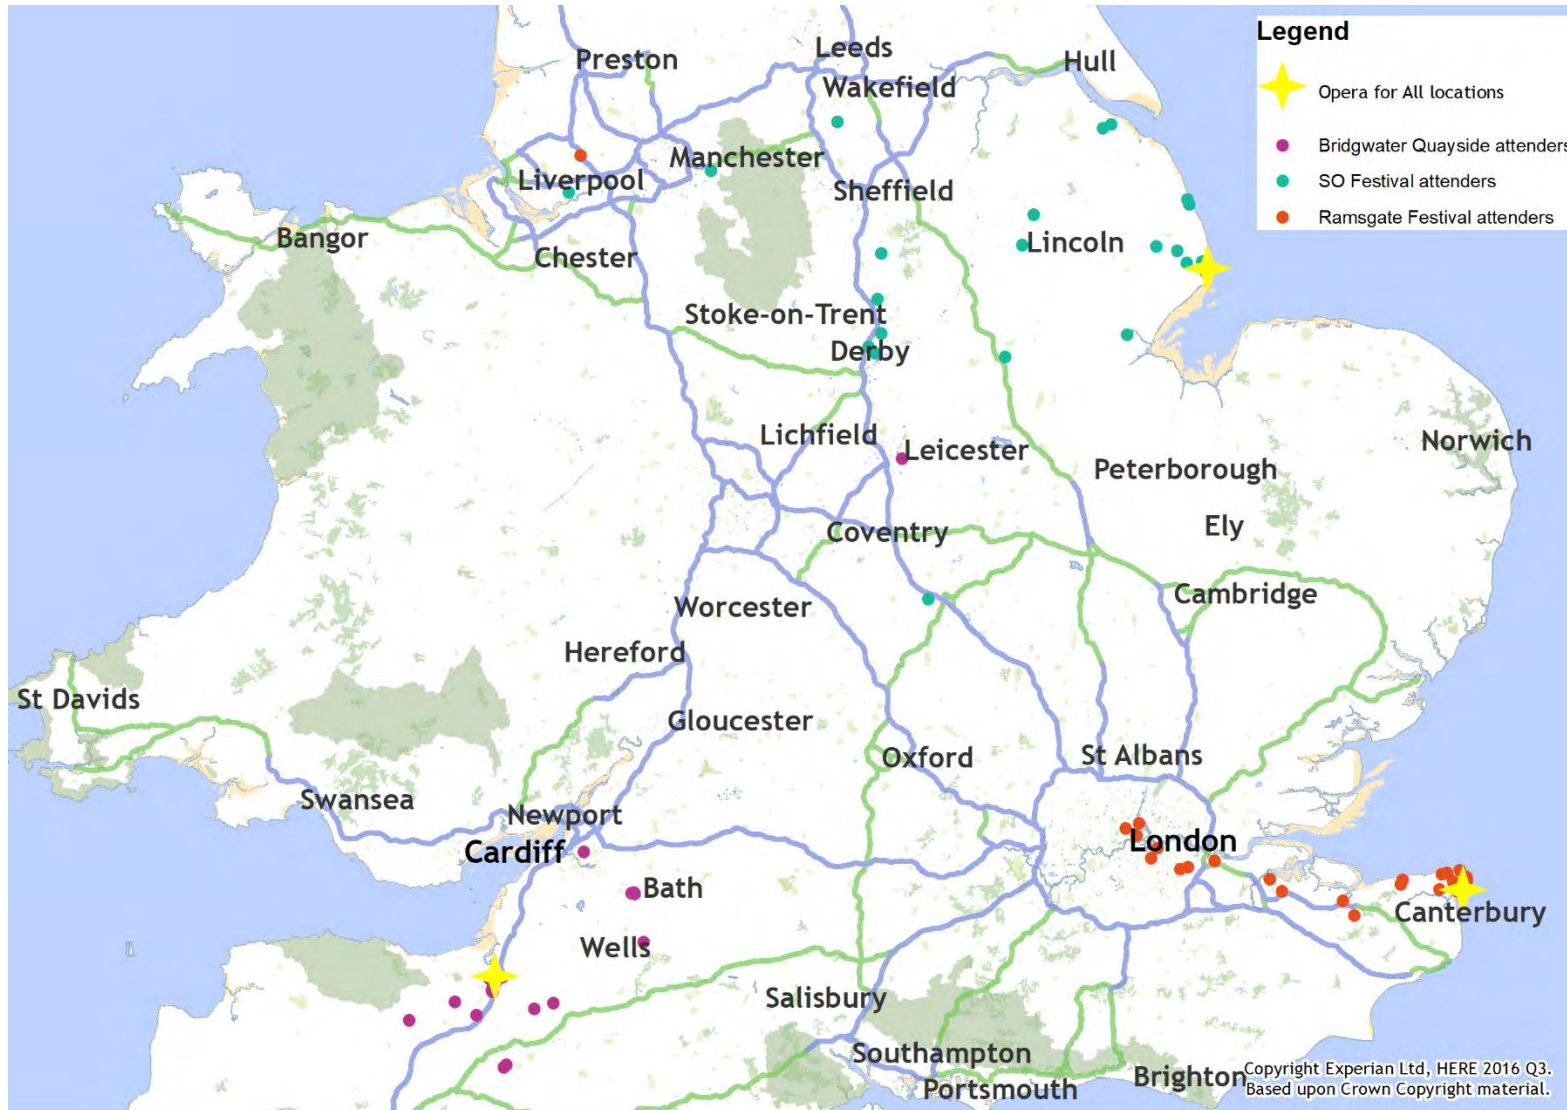 Legend
Opera for All locations
Bridgwater Quayside attenders
SO Festival attenders
Ramsgate Festival attenders
Leeds
Preston
Hull
Wakefield
Manchester
Liverpool
Sheffield
Bangor
Lincoln
Chester
Stoke-on-Trent
Derby
Lichfield
Leicester
Norwich
Peterborough
Ely
Coventry
Cambridge
Worcester
Hereford
St Davids
Gloucester
Oxford
St Albans
Swansea
Newport
Cardiff
London
Bath
Canterbury
Wells
Salisbury
Southampton
Portsmouth
Brighton
Copyright Experian Ltd, HERE 2016 Q3.
Based upon Crown Copyright material.